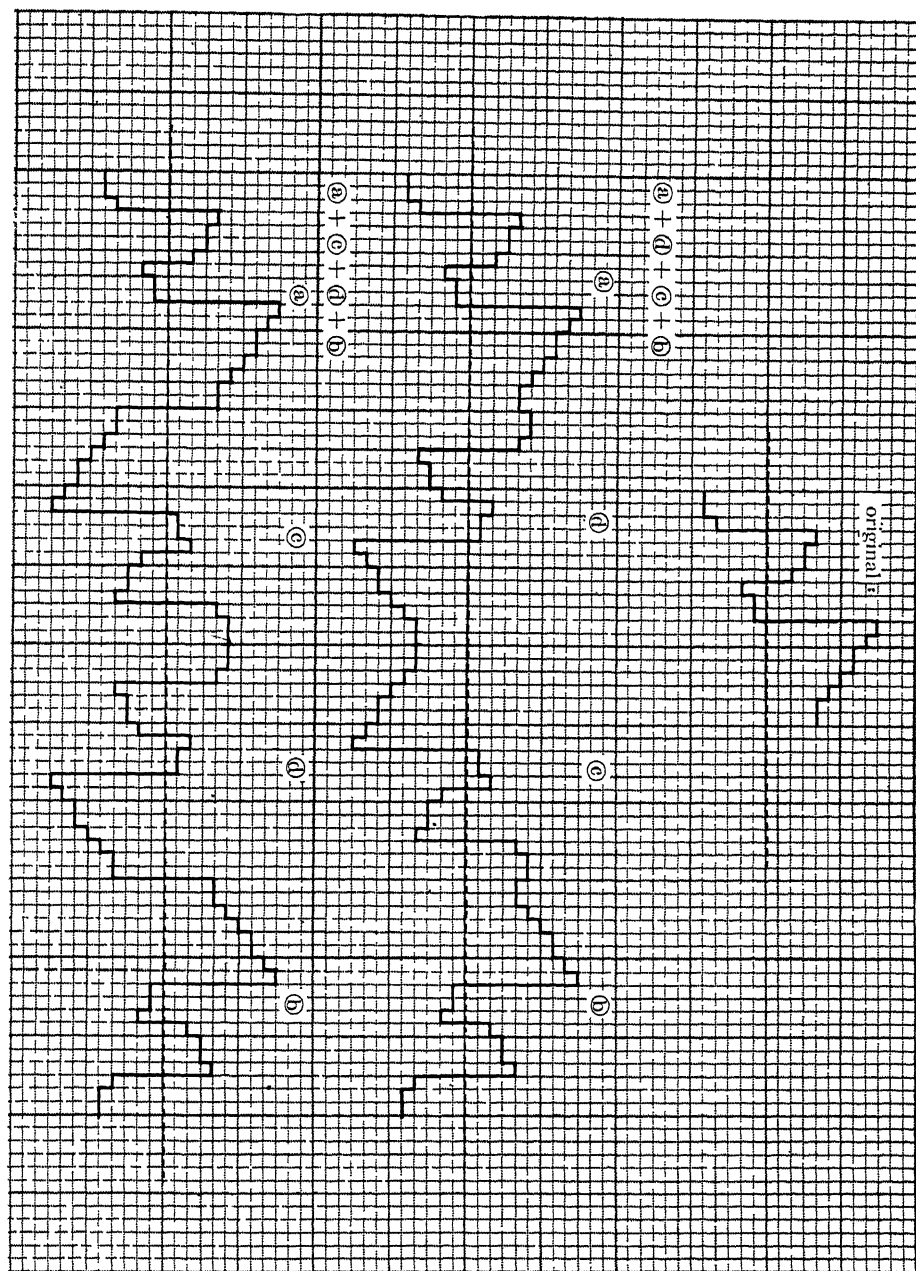 original:
ⓐ + ⓓ + ⓒ + ⓑ
ⓐ ⓓ ⓒ ⓑ
ⓐ + ⓒ + ⓓ + ⓑ
ⓐ ⓒ ⓓ ⓑ